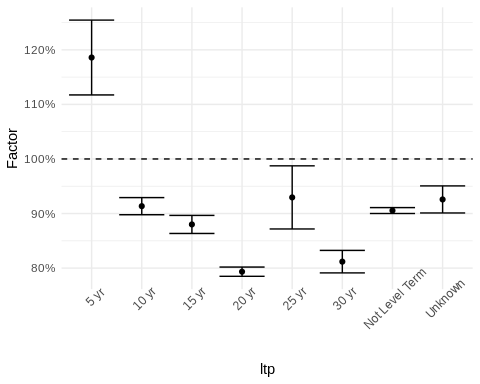 Factor
120%
110%
100%
90%
80%
5 yr
10 yr
15 yr
20 yr
25 yr
30 yr
Not Level Term
Unknown
ltp